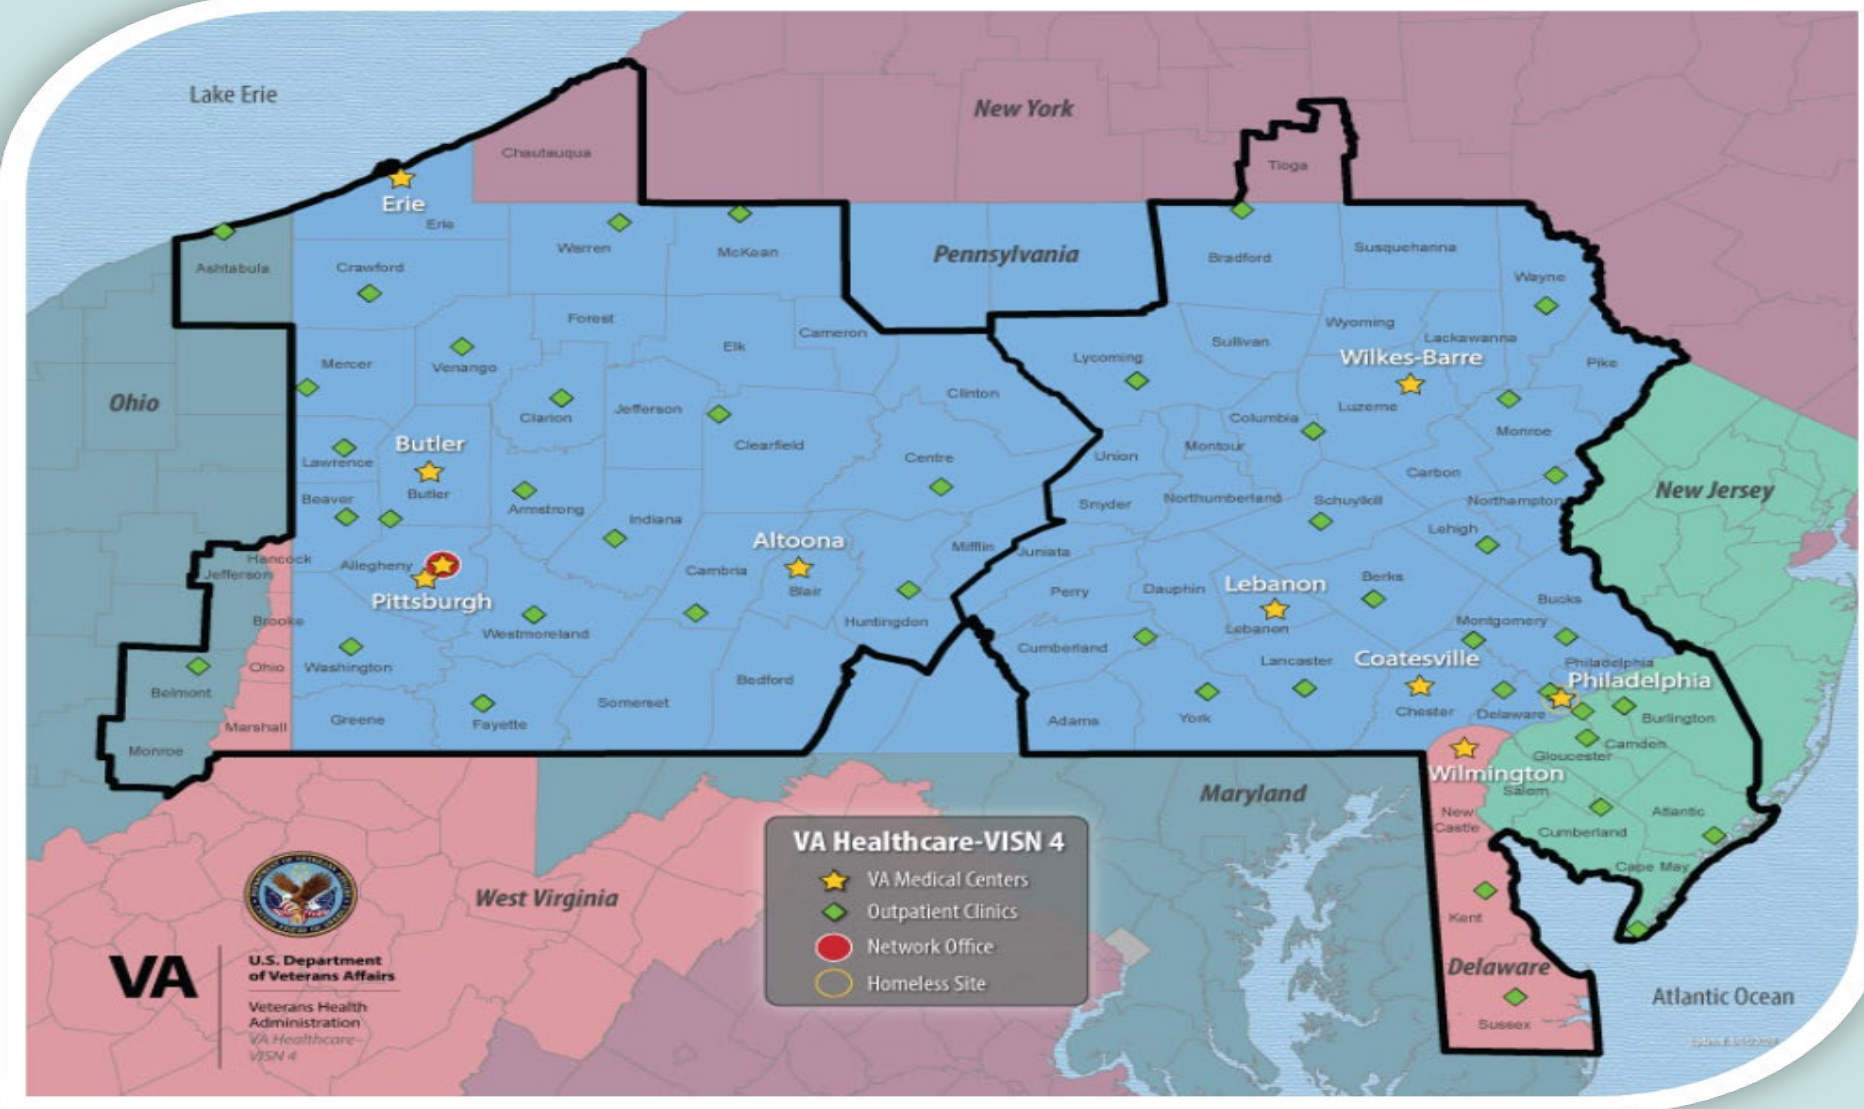 Lake Erie
New York
Chautauqua
Tioga
Erie
Erie
Warren
McKean
Pennsylvania
Bradford
Susquehanna
Wayne
Ashtabula
Crawford
Forest
Cameron
Elk
Mercer
Venango
Lycoming
Sullivan
Wyoming
Lackawanna
Wilkes-Barre
Pike
Ohio
Clarion
Jefferson
Clinton
Columbia
Luzerne
Monroe
Butler
Lawrence
Butler
Clearfield
Centre
Union
Montour
Carbon
New Jersey
Beaver
Armstrong
Indiana
Snyder
Northumberland
Schuylkill
Northampton
Lehigh
Altoona
Mifflin
Juniata
Hancock
Jefferson
Allegheny
Cambria
Blair
Perry
Dauphin
Lebanon
Lebanon
Berks
Bucks
Pittsburgh
Brooke
Westmoreland
Huntingdon
Cumberland
Montgomery
Ohio
Washington
Bedford
Lancaster
Coatesville
Philadelphia
Philadelphia
Belmont
Marshall
Greene
Fayette
Somerset
Adams
York
Chester
Delaware
Burlington
Monroe
Camden
Gloucester
Wilmington
Salem
Maryland
New
Castle
Atlantic
Cumberland
Cape May
West Virginia
Kent
Delaware
Sussex
Atlantic Ocean
VA Healthcare-VISN 4
VA Medical Centers
Outpatient Clinics
Network Office
Homeless Site
VA
U.S. Department
of Veterans Affairs
Veterans Health
Administration
VA Healthcare-
VISN 4